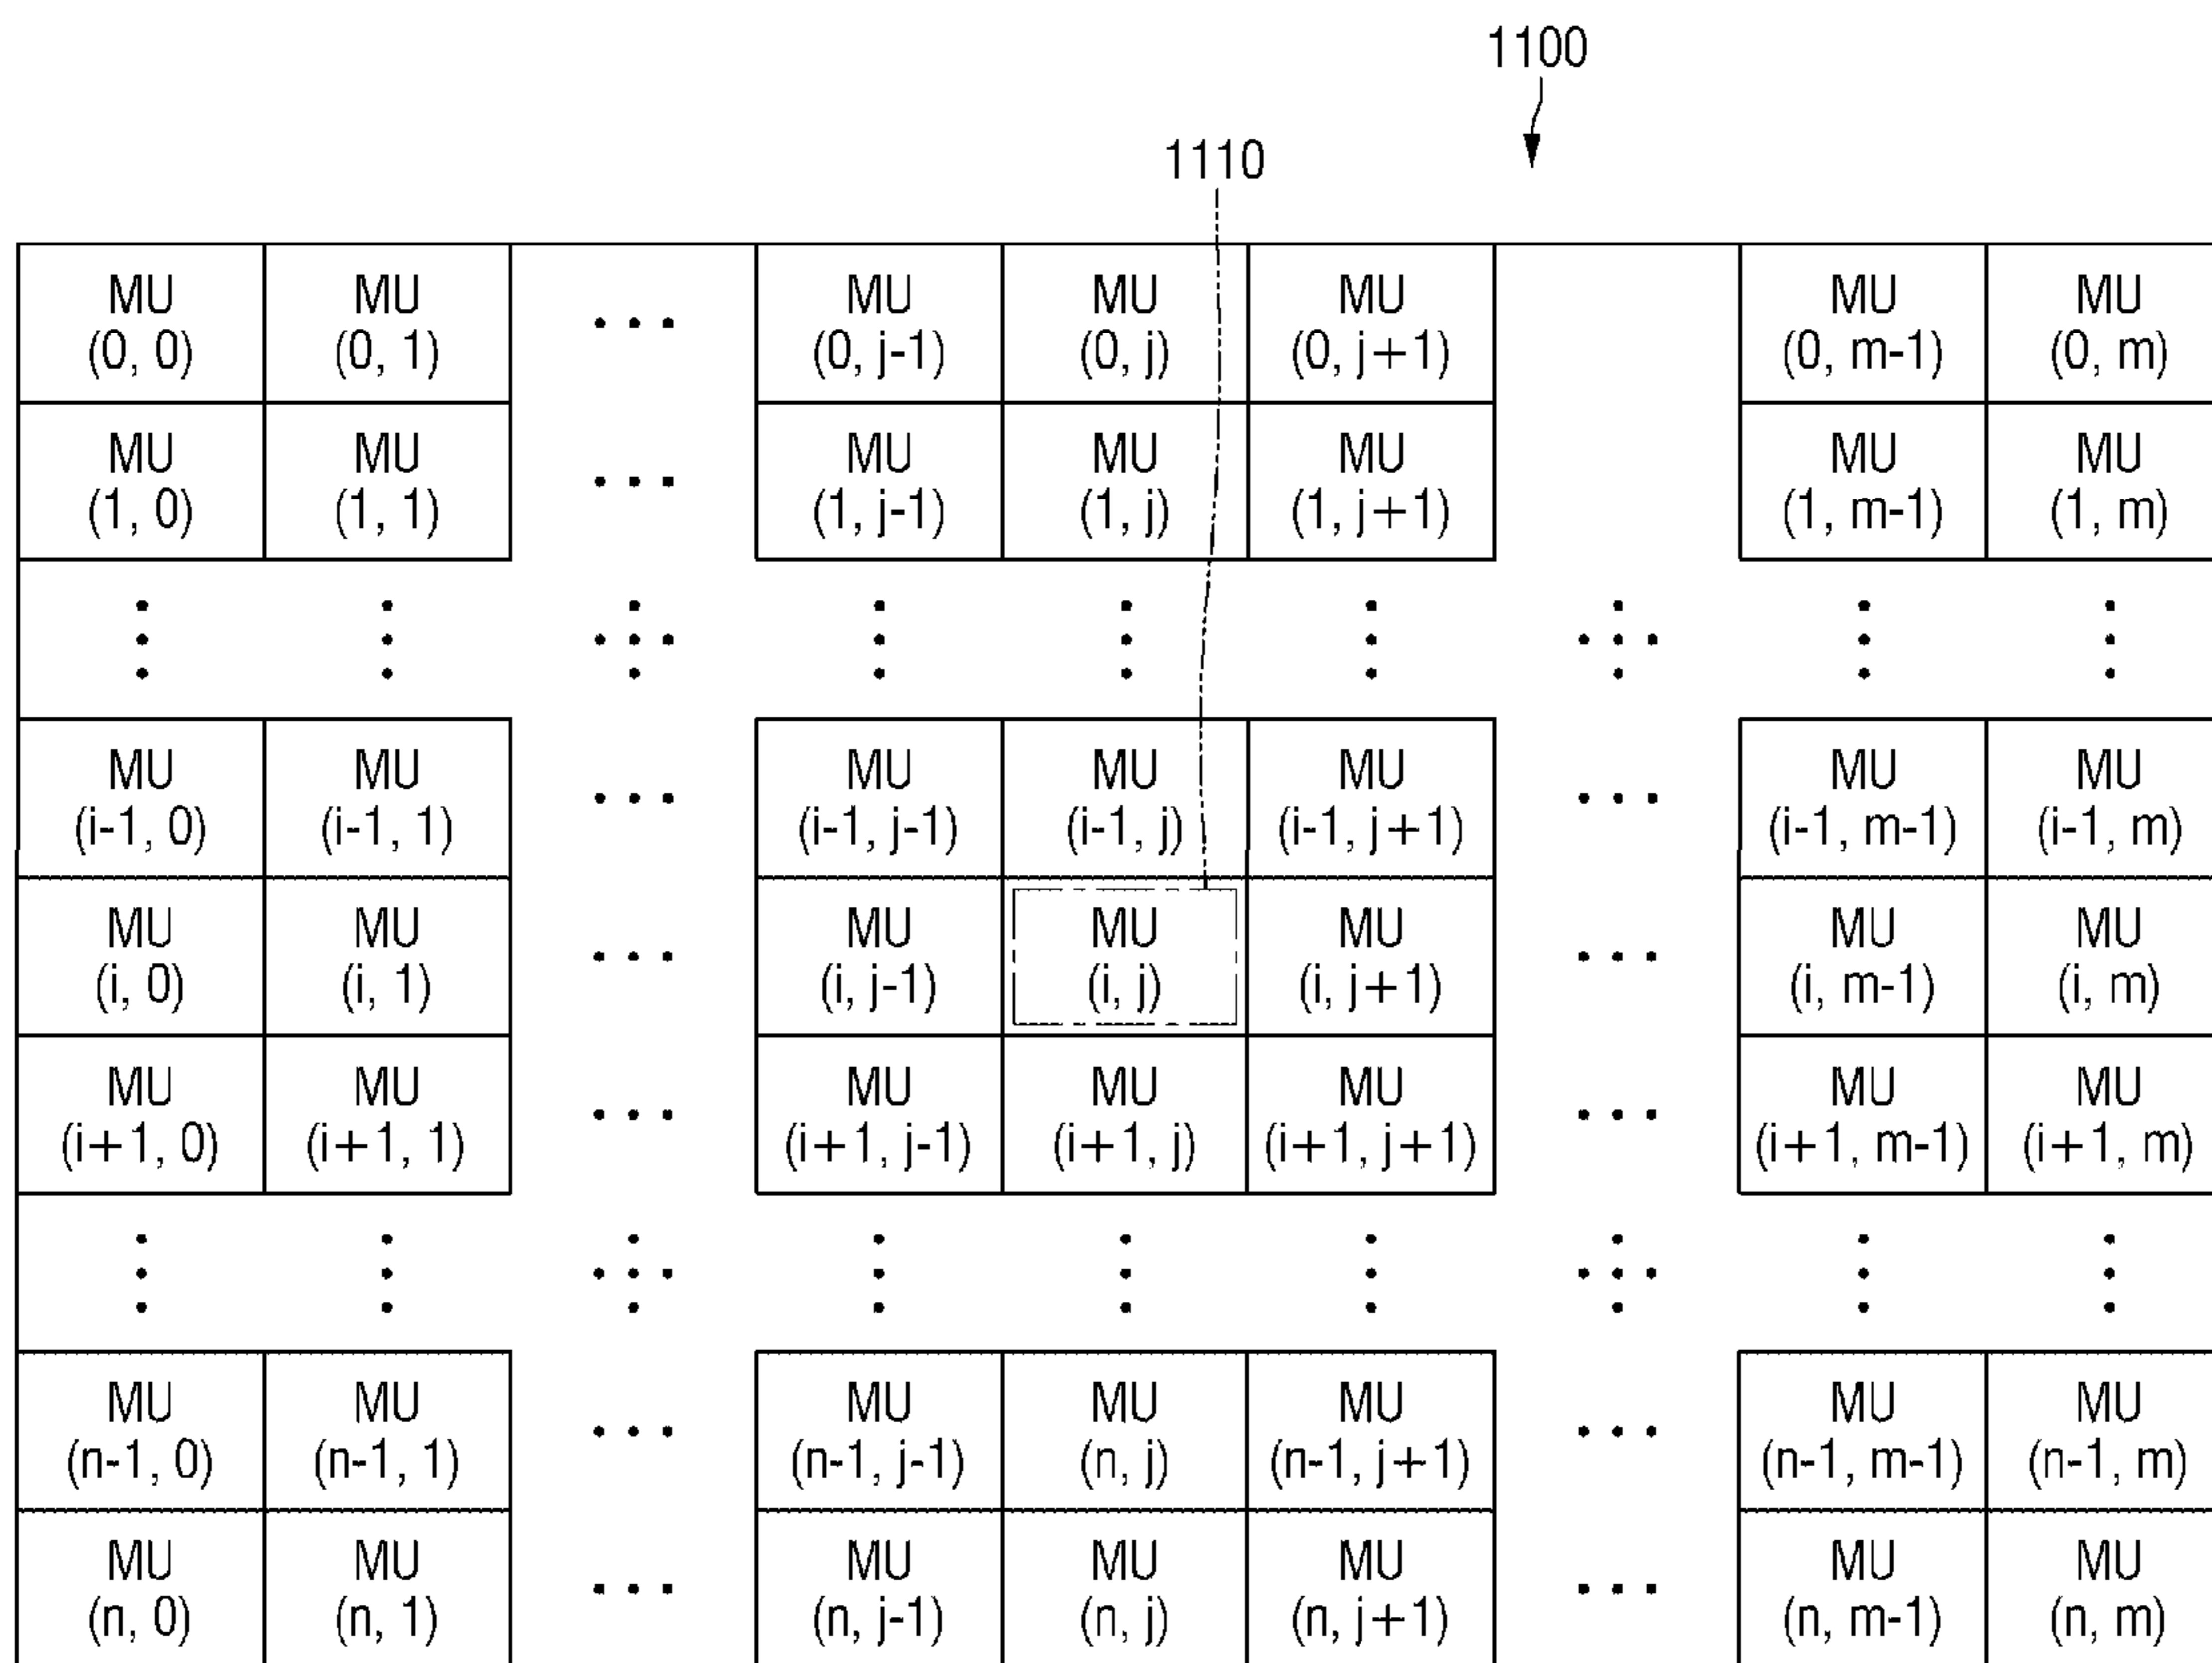 1100
1110
MU MU ... MU MU MU MU MU
(0, 0) (0, 1) (0, j-1) (0, j) (0, j+1) (0, m-1) (0, m)
MU MU ... MU MU MU MU MU
(1, 0) (1, 1) (1, j-1) (1, j) (1, j+1) (1, m-1) (1, m)
MU MU ... MU MU MU ... MU MU
(i-1, 0) (i-1, 1) (i-1, j-1) (i-1, j) (i-1, j+1) (i-1, m-1) (i-1, m)
MU MU ... MU MU MU ... MU MU
(i, 0) (i, 1) (i, j-1) (i, j) (i, j+1) (i, m-1) (i, m)
MU MU ... MU MU MU ... MU MU
(i+1, 0) (i+1, 1) (i+1, j-1) (i+1, j) (i+1, j+1) (i+1, m-1) (i+1, m)
MU MU ... MU MU MU ... MU MU
(n-1, 0) (n-1, 1) (n-1, j-1) (n, j) (n-1, j+1) (n-1, m-1) (n-1, m)
MU MU ... MU MU MU ... MU MU
(n, 0) (n, 1) (n, j-1) (n, j) (n, j+1) (n, m-1) (n, m)